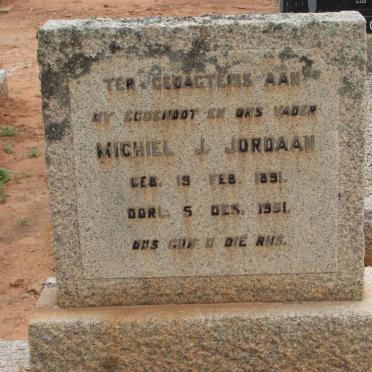 TER GEDAGTENIS AAN
MY EGGENOOT EN ONS VADER
MICHIEL J. JORDAAN
GEB. 19 FEB. 1891.
OORL. 5 DES. 1951.
ONS GUN U DIE RUS.